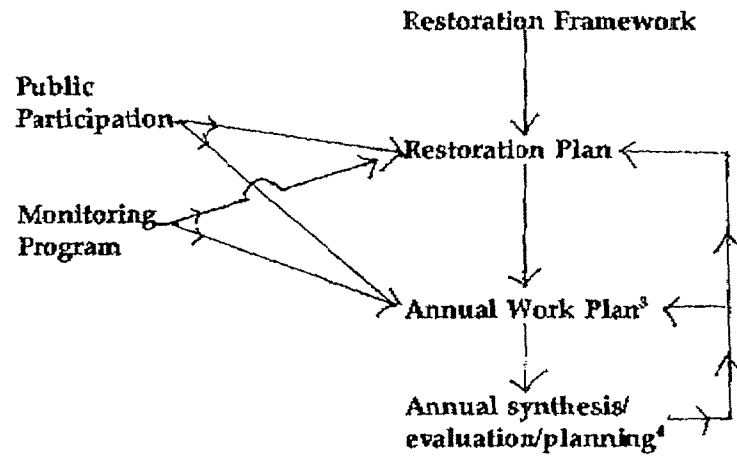 Restoration Framework
Public
Participation
Restoration Plan
Monitoring
Program
Annual Work Plan³
Annual synthesis/
evaluation/planning⁴